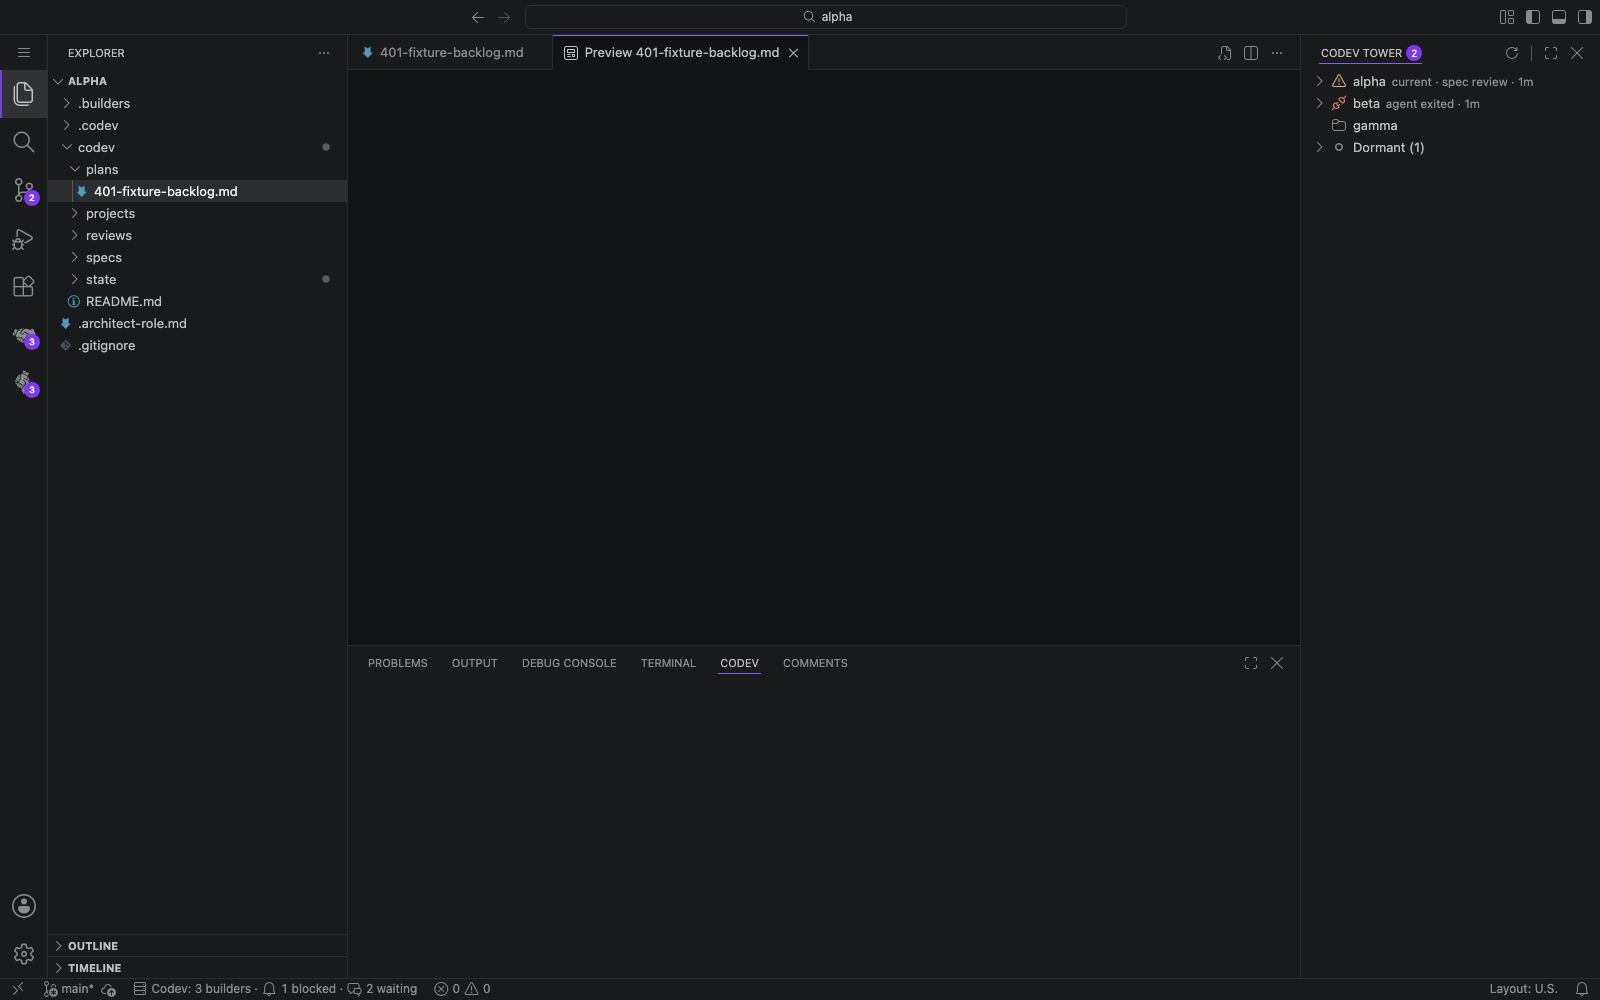 alpha
EXPLORER
ALPHA
.builders
.codev
codev
plans
401-fixture-backlog.md
projects
reviews
specs
state
README.md
.architect-role.md
.gitignore
2
3
3
OUTLINE
TIMELINE
401-fixture-backlog.md
Preview 401-fixture-backlog.md
PROBLEMS OUTPUT DEBUG CONSOLE TERMINAL CODEV COMMENTS
CODEV TOWER 2
alpha current · spec review · 1m
beta agent exited · 1m
gamma
Dormant (1)
main* Codev: 3 builders · 1 blocked · 2 waiting 0 0 Layout: U.S.